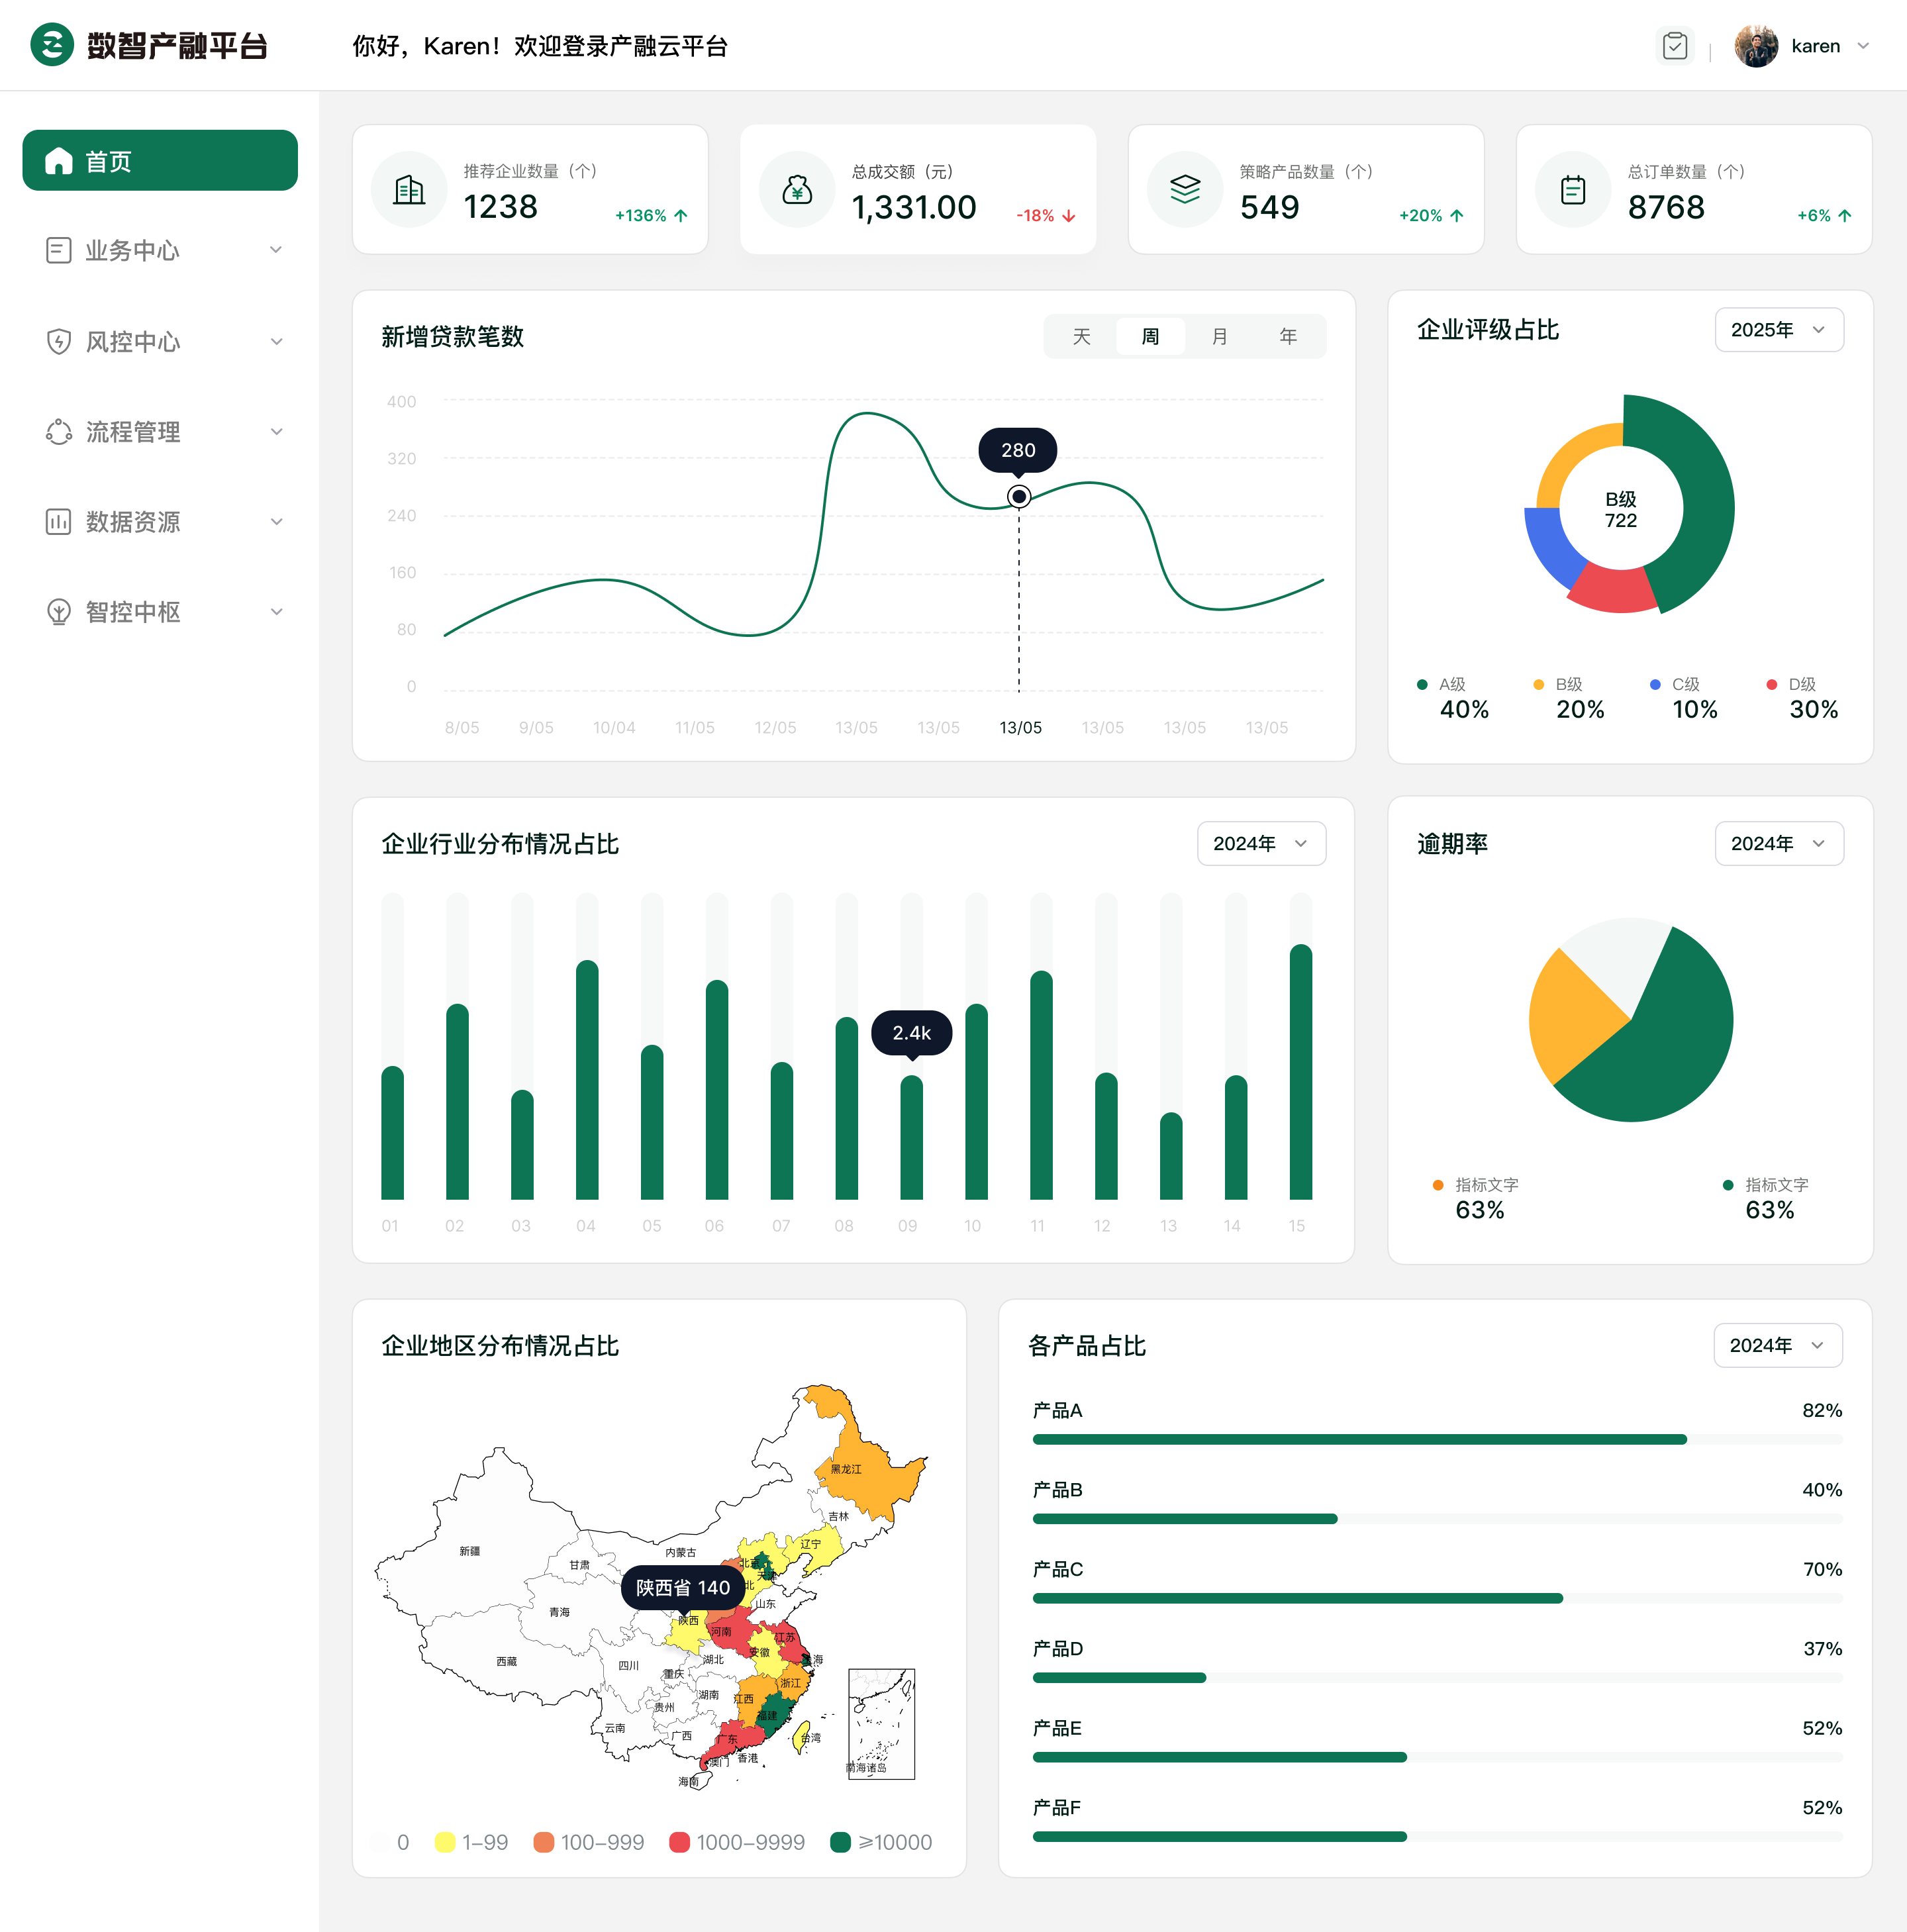 数智产融平台
你好，Karen！欢迎登录产融云平台
karen
首页
业务中心
风控中心
流程管理
数据资源
智控中枢
推荐企业数量（个）
1238
+136%
总成交额（元）
1,331.00
-18%
策略产品数量（个）
549
+20%
总订单数量（个）
8768
+6%
新增贷款笔数
天 周 月 年
400
320
240
160
80
0
280
8/05 9/05 10/04 11/05 12/05 13/05 13/05 13/05 13/05 13/05 13/05
企业评级占比
2025年
B级
722
A级 B级 C级 D级
40% 20% 10% 30%
企业行业分布情况占比
2024年
2.4k
01 02 03 04 05 06 07 08 09 10 11 12 13 14 15
逾期率
2024年
指标文字 指标文字
63% 63%
企业地区分布情况占比
黑龙江
吉林
辽宁
新疆
内蒙古
甘肃
北京
天津
北
陕西省 140
青海
山东
陕西
河南
江苏
安徽
西藏
四川
湖北
海
重庆
浙江
湖南
江西
贵州
福建
云南
广西
广东
台湾
澳门
香港
海南
南海诸岛
0 1-99 100-999 1000-9999 ≥10000
各产品占比
2024年
产品A 82%
产品B 40%
产品C 70%
产品D 37%
产品E 52%
产品F 52%